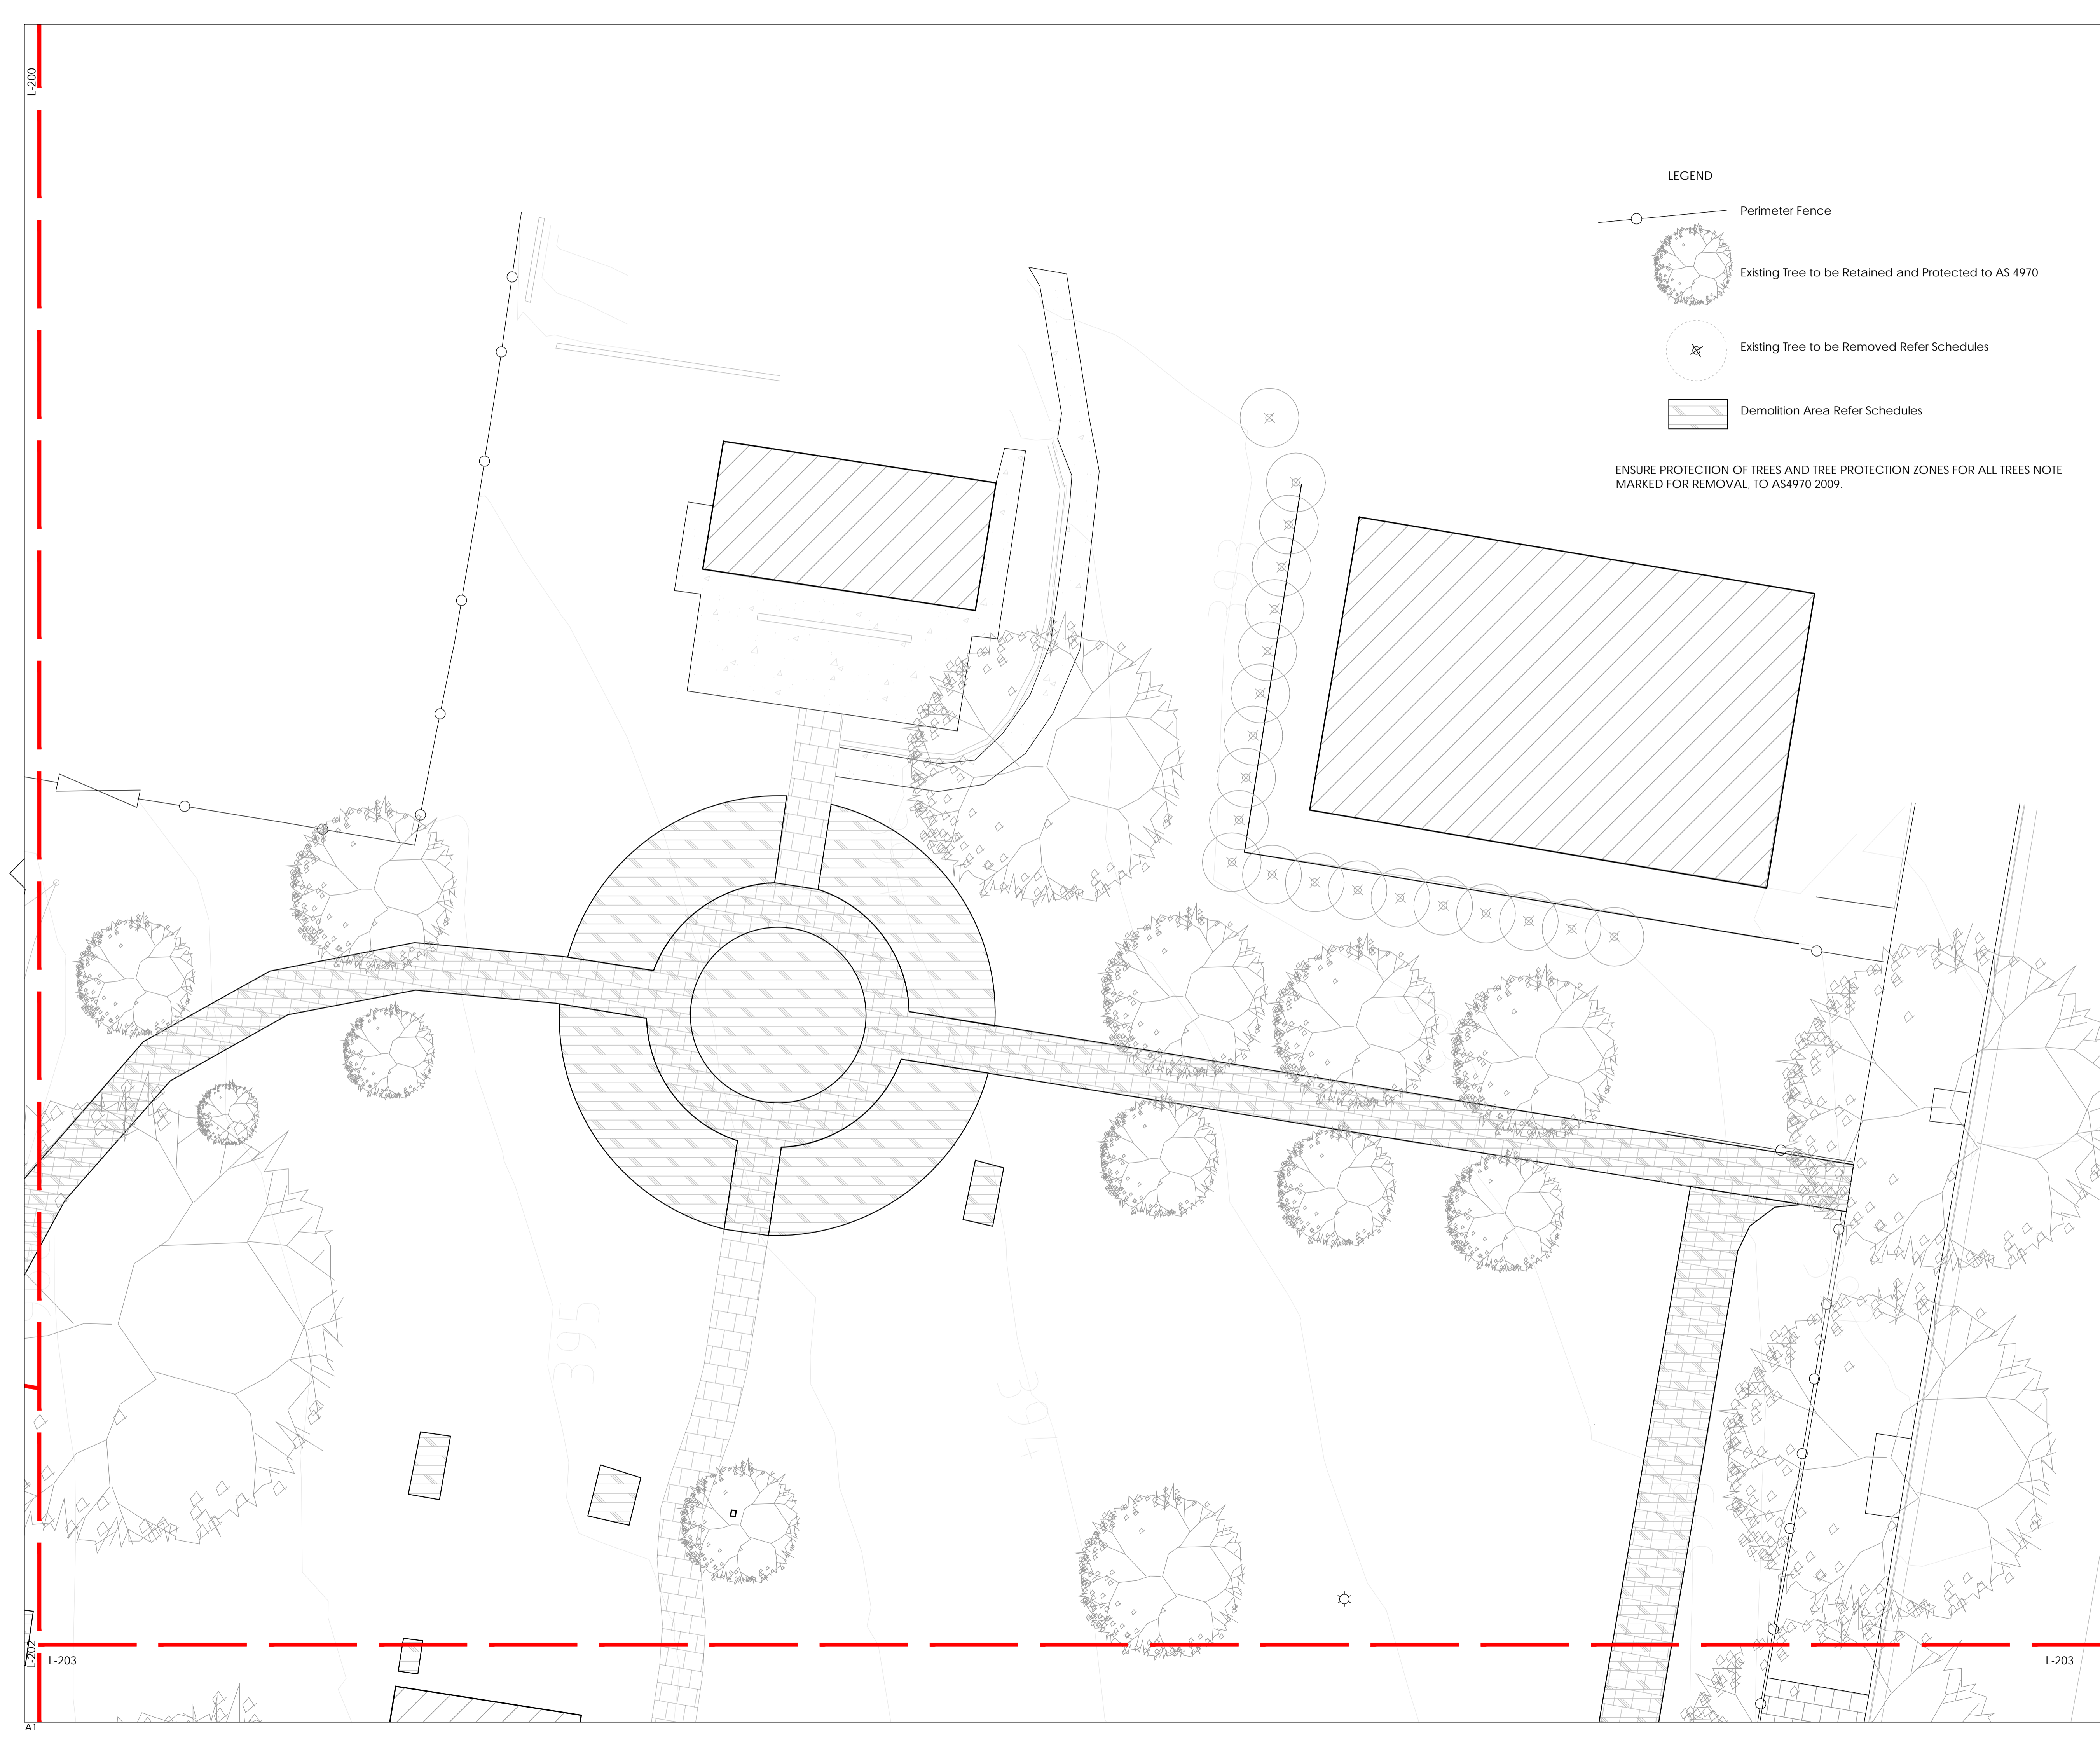 L-200
LEGEND
Perimeter Fence
Existing Tree to be Retained and Protected to AS 4970
Existing Tree to be Removed Refer Schedules
Demolition Area Refer Schedules
ENSURE PROTECTION OF TREES AND TREE PROTECTION ZONES FOR ALL TREES NOTE
MARKED FOR REMOVAL, TO AS4970 2009.
395
L-202
L-203
L-203
A1